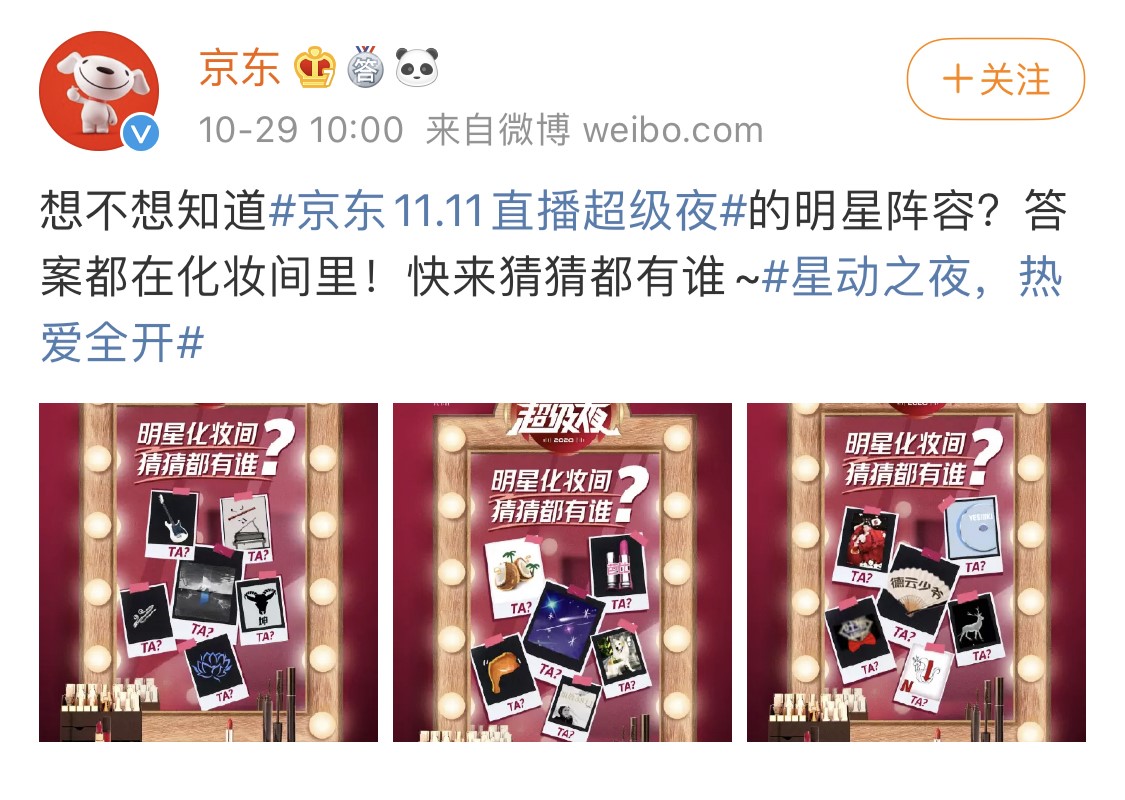 京东
答
+关注
10-29 10:00 来自微博 weibo.com
想不想知道#京东11.11直播超级夜#的明星阵容？答
案都在化妆间里！快来猜猜都有谁~#星动之夜，热
爱全开#
明星化妆间
猜猜都有谁?
TA?
TA?
TA?
TA?
坤
TA?
TA?
超级夜
2020
明星化妆间
猜猜都有谁?
TA?
TA?
TA?
TA?
TA?
明星化妆间
猜猜都有谁?
TA?
YESOK!
TA?
德云少爷
TA?
TA?
TA?
N
TA?